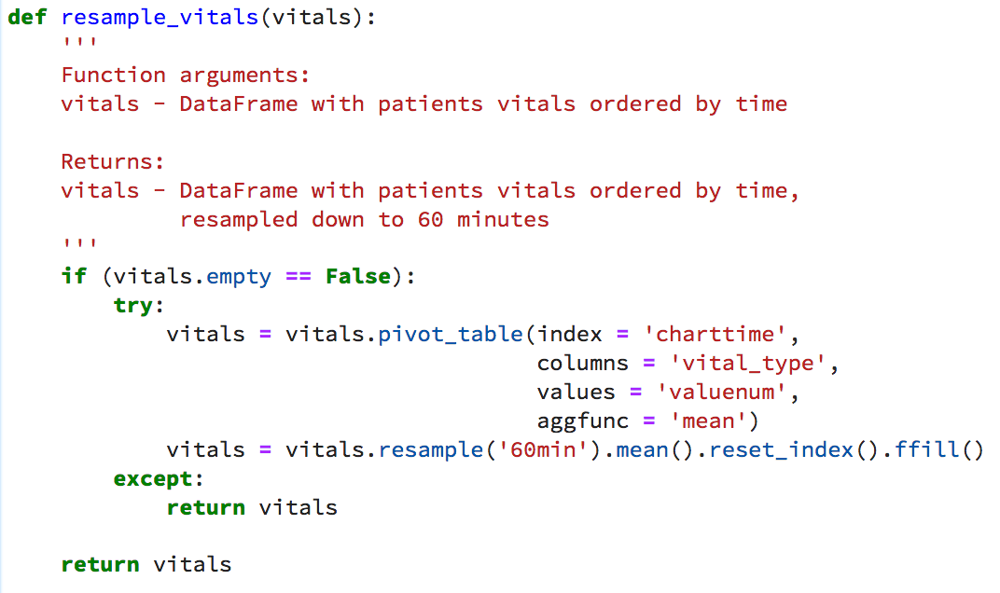 def resample_vitals(vitals):
    '''
    Function arguments:
    vitals - DataFrame with patients vitals ordered by time

    Returns:
    vitals - DataFrame with patients vitals ordered by time,
             resampled down to 60 minutes
    '''
    if (vitals.empty == False):
        try:
            vitals = vitals.pivot_table(index = 'charttime',
                                        columns = 'vital_type',
                                        values = 'valuenum',
                                        aggfunc = 'mean')
            vitals = vitals.resample('60min').mean().reset_index().ffill()
        except:
            return vitals

    return vitals